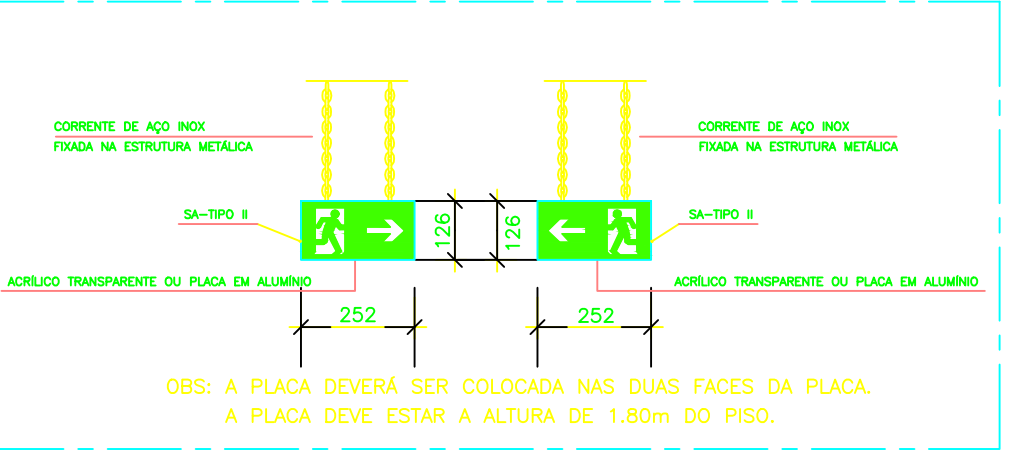 CORRENTE DE AÇO INOX
FIXADA NA ESTRUTURA METÁLICA
CORRENTE DE AÇO INOX
FIXADA NA ESTRUTURA METÁLICA
SA-TIPO II
126
126
SA-TIPO II
ACRÍLICO TRANSPARENTE OU PLACA EM ALUMÍNIO
ACRÍLICO TRANSPARENTE OU PLACA EM ALUMÍNIO
252
252
OBS: A PLACA DEVERÁ SER COLOCADA NAS DUAS FACES DA PLACA.
A PLACA DEVE ESTAR A ALTURA DE 1.80m DO PISO.